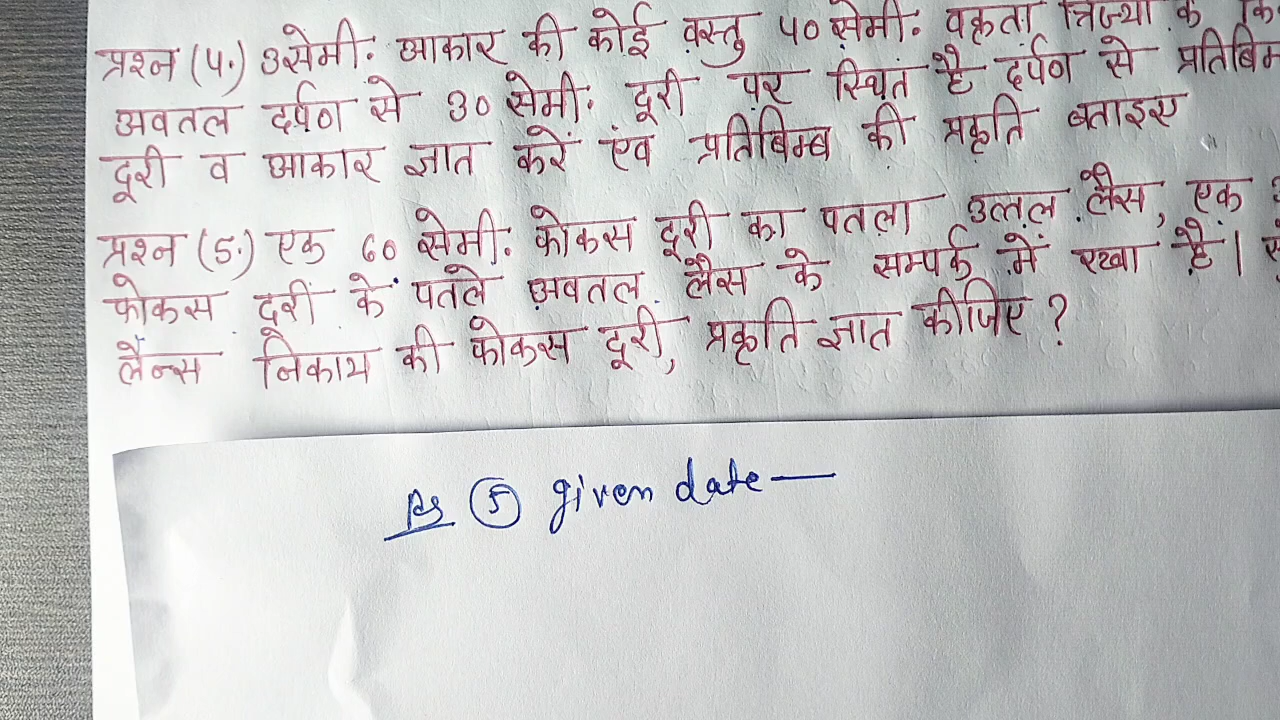 प्रश्न (4.) 3सेमी. आकार की कोई वस्तु 40 सेमी. वक्रता त्रिज्या के कि
अवतल दर्पण से 30 सेमी. दूरी पर स्थित है दर्पण से प्रतिबिम
दूरी व आकार ज्ञात करें एंव प्रतिबिम्ब की प्रकृति बताइए
प्रश्न (5.) एक 60 सेमी. फोकस दूरी का पतला उत्तल लैंस, एक
फोकस दूरी के पतले अवतल लैंस के सम्पर्क में रखा है।
लैन्स निकाय की फोकस दूरी, प्रकृति ज्ञात कीजिए ?
As 5 given date —